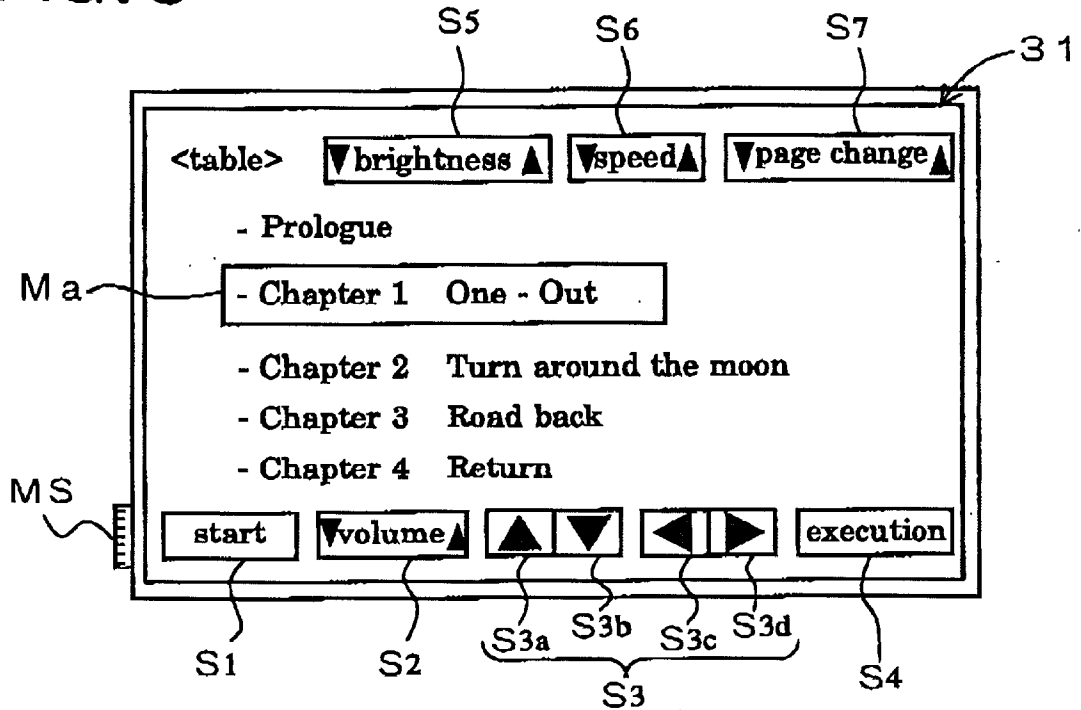 S5 S6 S7
31
<table> ▼brightness▲ ▼speed▲ ▼page change▲
- Prologue
Ma
- Chapter 1 One - Out
- Chapter 2 Turn around the moon
- Chapter 3 Road back
- Chapter 4 Return
MS
start ▼volume▲ ▲ ▼ ◀ ▶ execution
S3a S3b S3c S3d
S1 S2 S4
S3